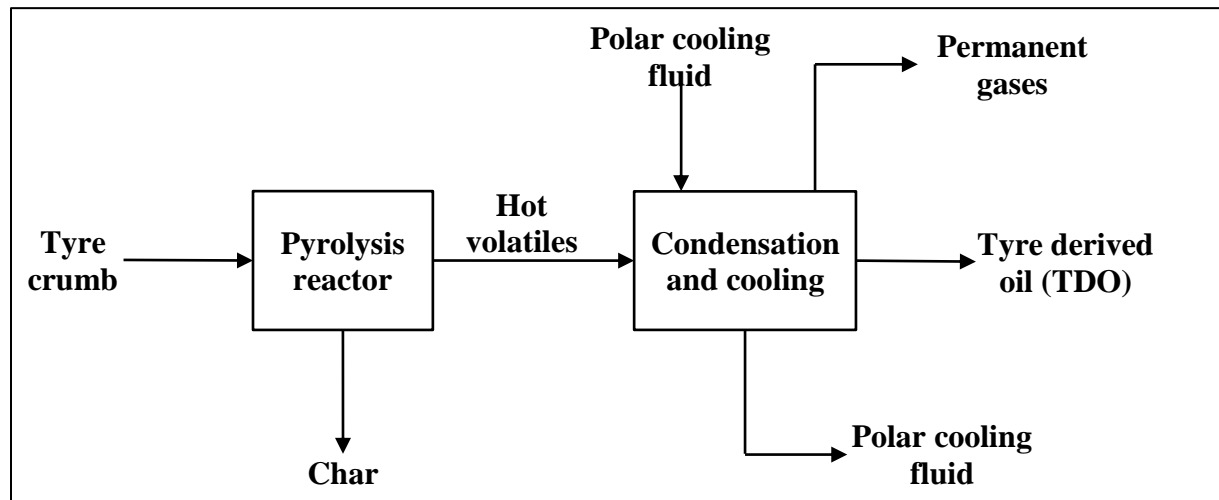 Polar cooling
fluid
Permanent
gases
Tyre
crumb
Pyrolysis
reactor
Hot
volatiles
Condensation
and cooling
Tyre derived
oil (TDO)
Char
Polar cooling
fluid